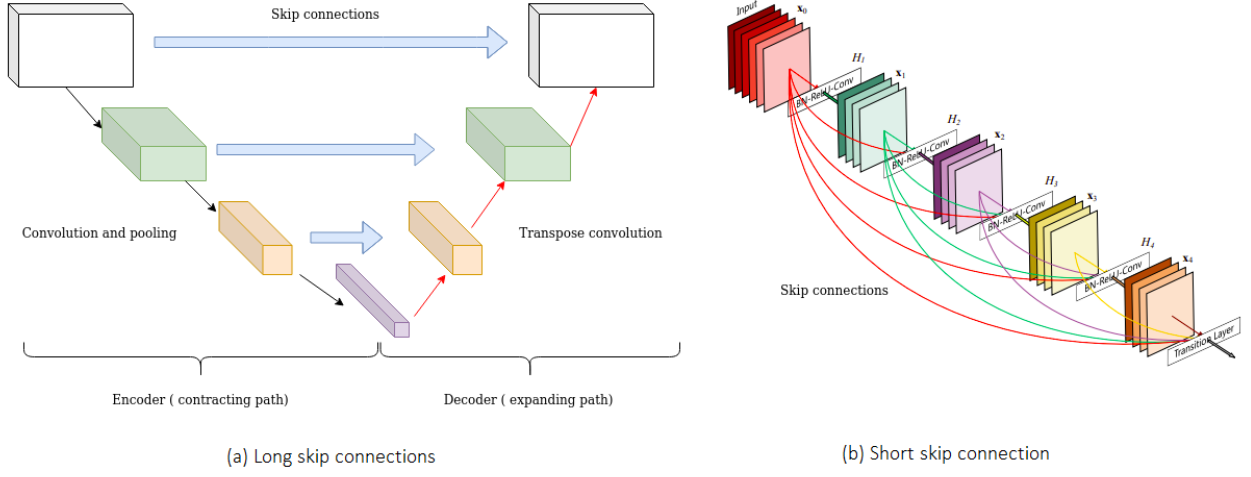 Skip connections
Convolution and pooling
Transpose convolution
Encoder ( contracting path)
Decoder ( expanding path)
(a) Long skip connections
Input
x₀
H₁
BN-ReLU-Conv
x₁
H₂
BN-ReLU-Conv
x₂
H₃
BN-ReLU-Conv
x₃
H₄
BN-ReLU-Conv
x₄
Skip connections
Transition Layer
(b) Short skip connection